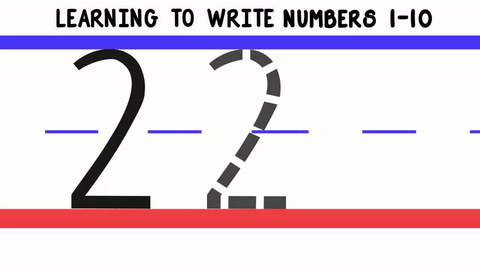 LEARNING TO WRITE NUMBERS 1-10
2 2